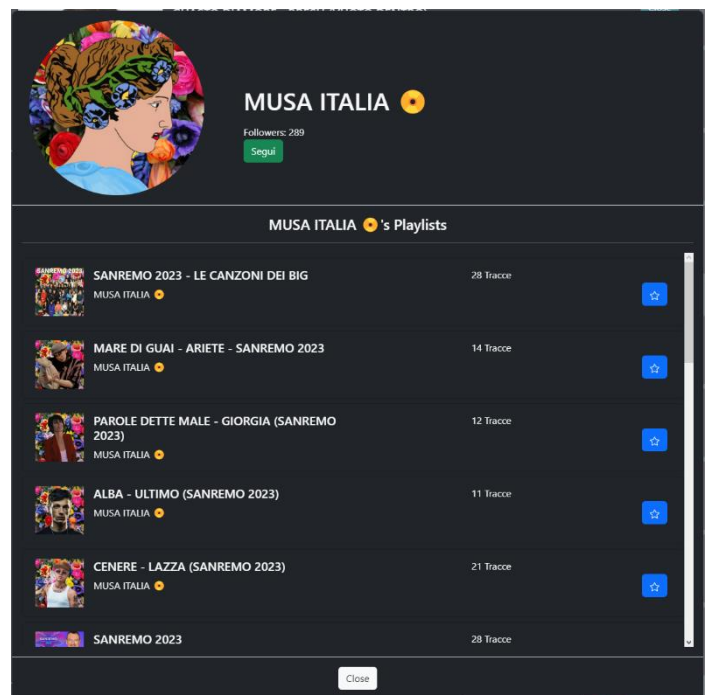 MUSA ITALIA
Followers: 289
Segui
MUSA ITALIA 's Playlists
SANREMO 2023
SANREMO 2023 - LE CANZONI DEI BIG
28 Tracce
MUSA ITALIA
MARE DI GUAI - ARIETE - SANREMO 2023
14 Tracce
MUSA ITALIA
PAROLE DETTE MALE - GIORGIA (SANREMO
2023)
12 Tracce
MUSA ITALIA
ALBA - ULTIMO (SANREMO 2023)
11 Tracce
MUSA ITALIA
CENERE - LAZZA (SANREMO 2023)
21 Tracce
MUSA ITALIA
SANREMO 2023
28 Tracce
Close